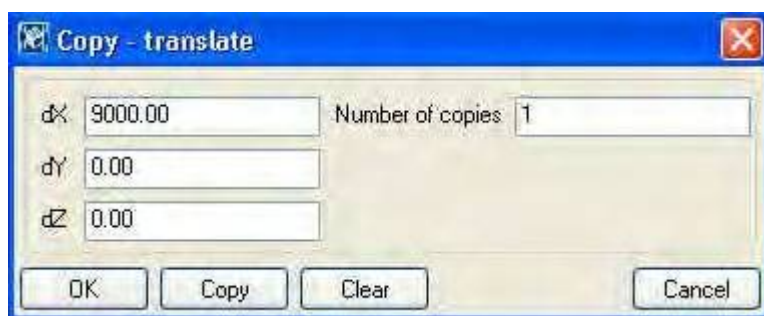 Copy - translate
dX 9000.00 Number of copies 1
dY 0.00
dZ 0.00
OK Copy Clear Cancel